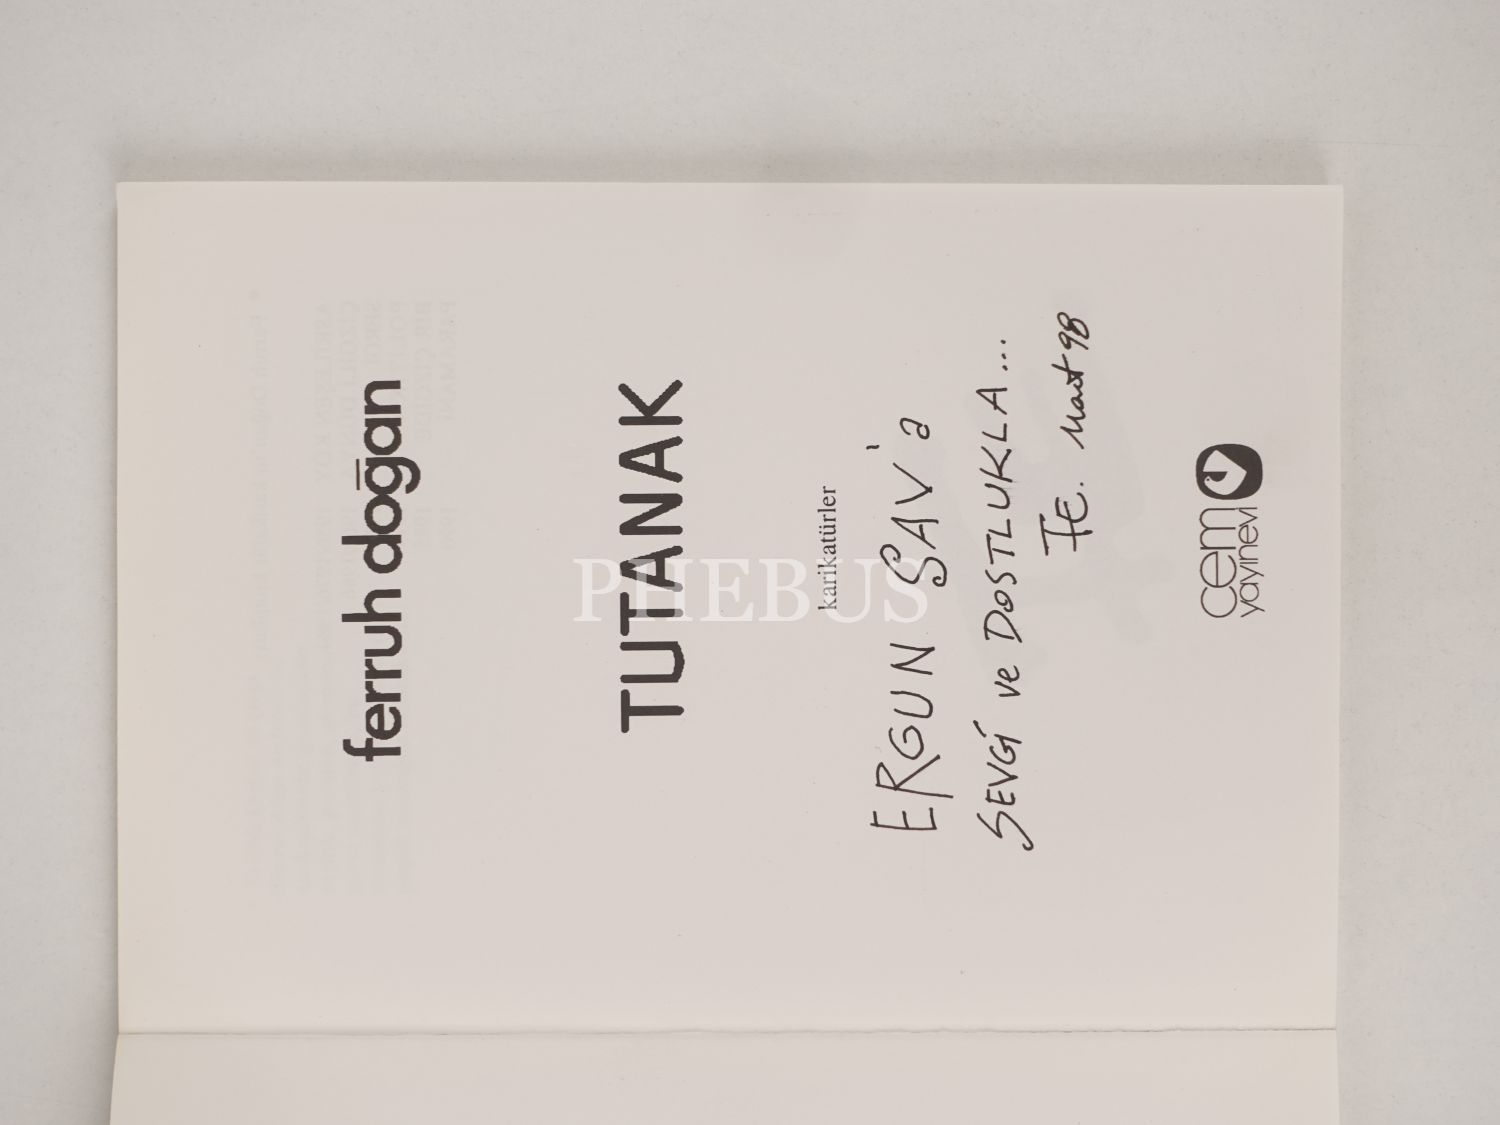 ferruh doğan
TUTANAK
karikatürler
ERGUN SAV'a
SEVGİ ve DOSTLUKLA...
FE. Mart 98
cem
yayınevi
PHEBUS